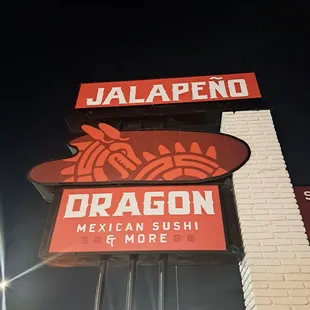 JALAPEÑO
DRAGON
MEXICAN SUSHI
& MORE
S